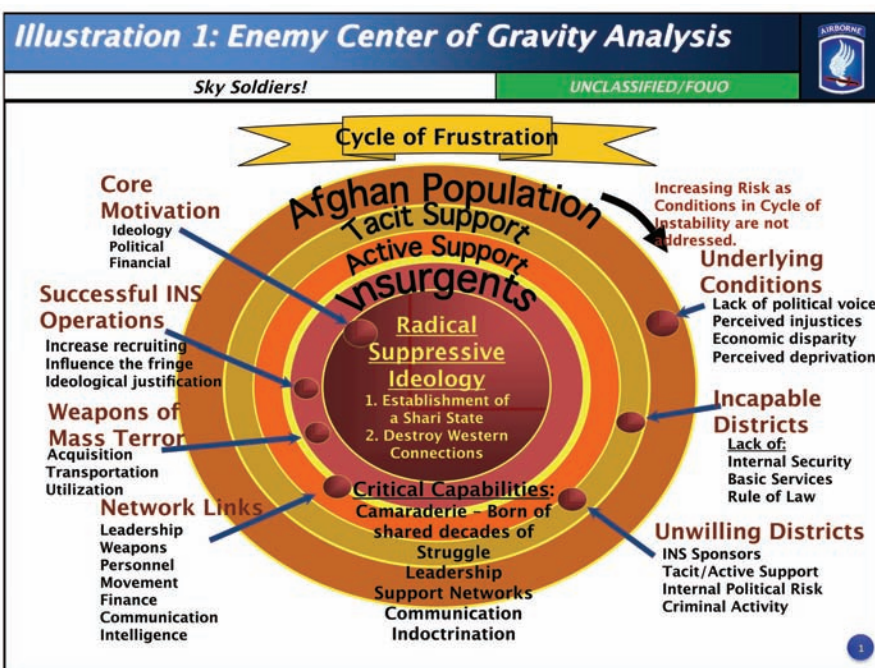 Illustration 1: Enemy Center of Gravity Analysis
AIRBORNE
Sky Soldiers!
UNCLASSIFIED/FOUO
Cycle of Frustration
Afghan Population
Tacit Support
Active Support
Insurgents
Radical
Suppressive
Ideology
1. Establishment of
a Shari State
2. Destroy Western
Connections
Critical Capabilities:
Camaraderie – Born of
shared decades of
Struggle
Leadership
Support Networks
Communication
Indoctrination
Core
Motivation
Ideology
Political
Financial
Successful INS
Operations
Increase recruiting
Influence the fringe
Ideological justification
Weapons of
Mass Terror
Acquisition
Transportation
Utilization
Network Links
Leadership
Weapons
Personnel
Movement
Finance
Communication
Intelligence
Increasing Risk as
Conditions in Cycle of
Instability are not
addressed.
Underlying
Conditions
Lack of political voice
Perceived injustices
Economic disparity
Perceived deprivation
Incapable
Districts
Lack of:
Internal Security
Basic Services
Rule of Law
Unwilling Districts
INS Sponsors
Tacit/Active Support
Internal Political Risk
Criminal Activity
1